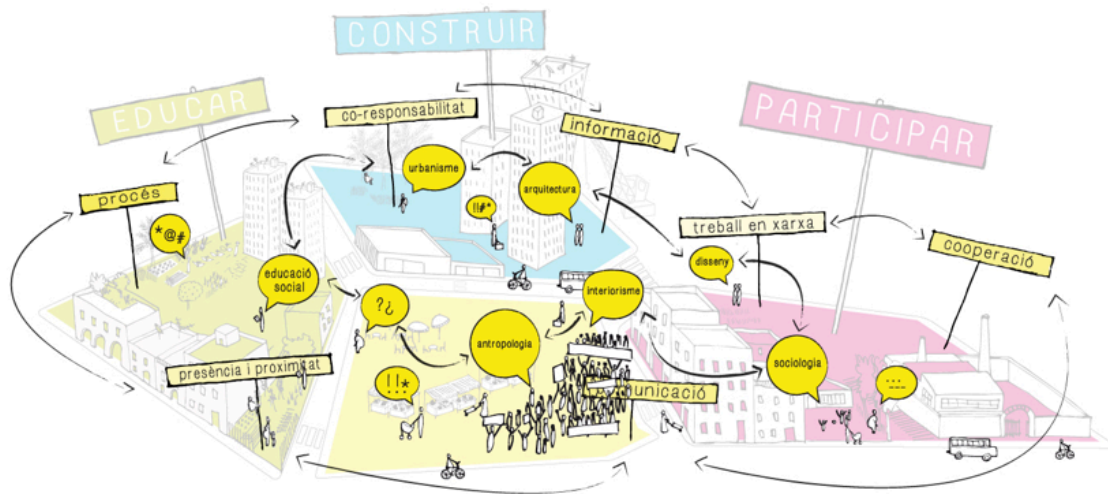 CONSTRUIR
EDUCAR
PARTICIPAR
co-responsabilitat
informació
urbanisme
arquitectura
!!#*
procés
*@#
treball en xarxa
cooperació
disseny
educació
social
interiorisme
?¿
antropologia
sociologia
presència i proximitat
!!*
municació